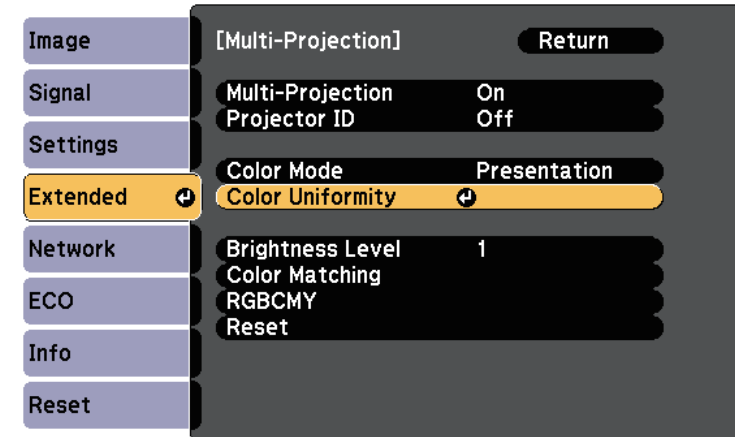 Image
Signal
Settings
Extended
Network
ECO
Info
Reset
[Multi-Projection] Return
Multi-Projection On
Projector ID Off
Color Mode Presentation
Color Uniformity
Brightness Level 1
Color Matching
RGBCMY
Reset